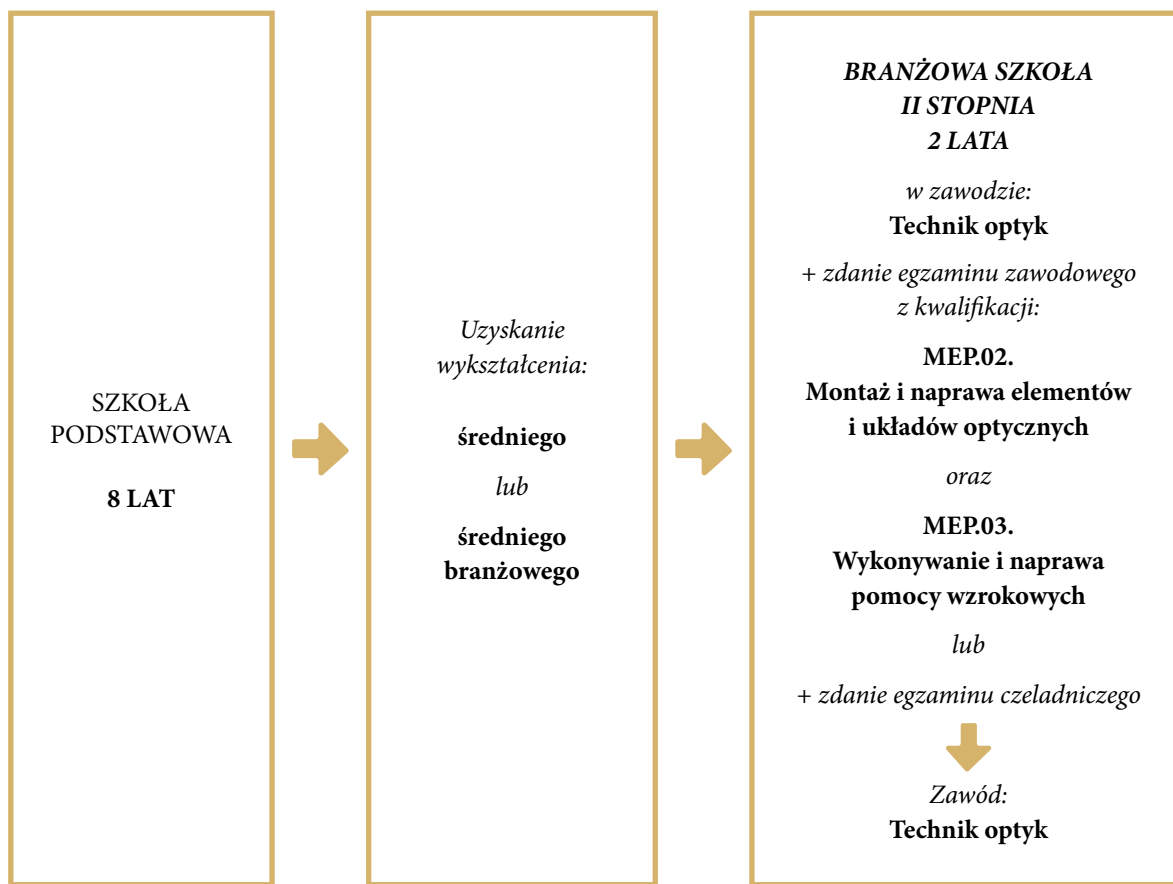 SZKOŁA
PODSTAWOWA
8 LAT
Uzyskanie
wykształcenia:
średniego
lub
średniego
branżowego
BRANŻOWA SZKOŁA
II STOPNIA
2 LATA
w zawodzie:
Technik optyk
+ zdanie egzaminu zawodowego
z kwalifikacji:
MEP.02.
Montaż i naprawa elementów
i układów optycznych
oraz
MEP.03.
Wykonywanie i naprawa
pomocy wzrokowych
lub
+ zdanie egzaminu czeladniczego
Zawód:
Technik optyk